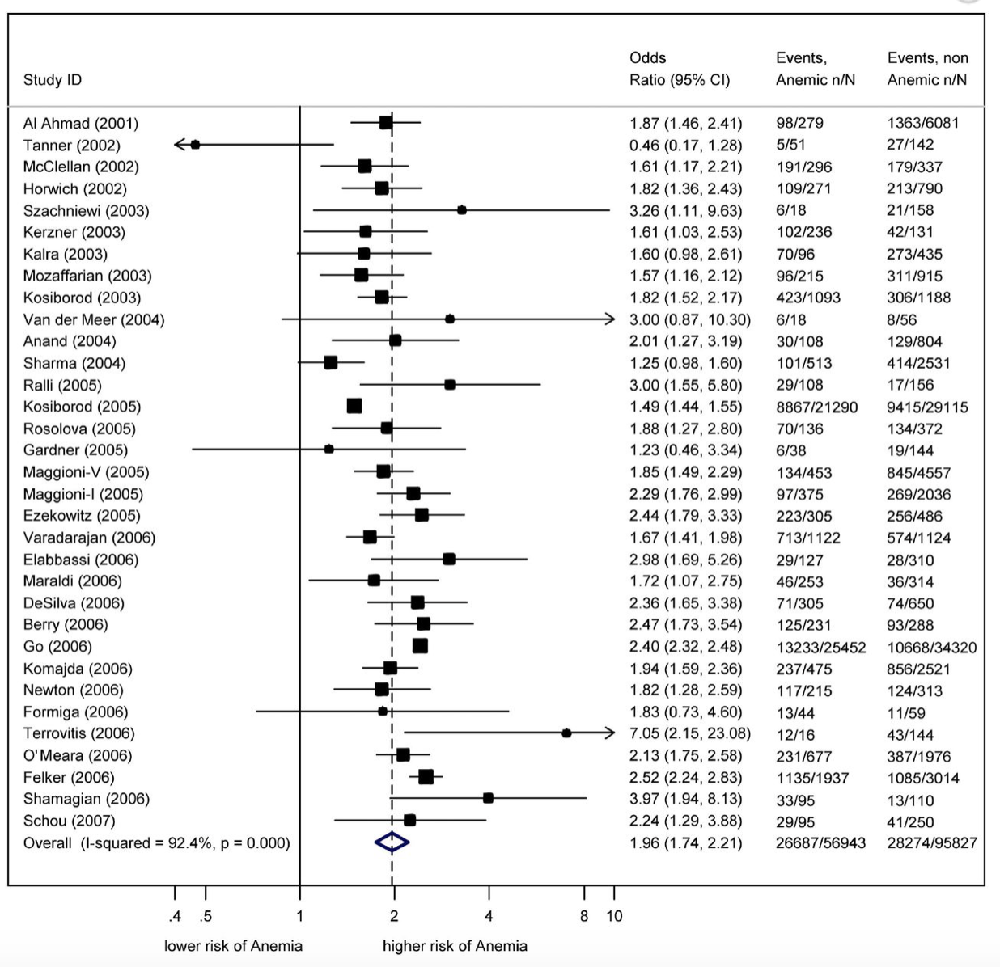 Odds Events, Events, non
Study ID Ratio (95% CI) Anemic n/N Anemic n/N
Al Ahmad (2001) 1.87 (1.46, 2.41) 98/279 1363/6081
Tanner (2002) 0.46 (0.17, 1.28) 5/51 27/142
McClellan (2002) 1.61 (1.17, 2.21) 191/296 179/337
Horwich (2002) 1.82 (1.36, 2.43) 109/271 213/790
Szachniewi (2003) 3.26 (1.11, 9.63) 6/18 21/158
Kerzner (2003) 1.61 (1.03, 2.53) 102/236 42/131
Kalra (2003) 1.60 (0.98, 2.61) 70/96 273/435
Mozaffarian (2003) 1.57 (1.16, 2.12) 96/215 311/915
Kosiborod (2003) 1.82 (1.52, 2.17) 423/1093 306/1188
Van der Meer (2004) 3.00 (0.87, 10.30) 6/18 8/56
Anand (2004) 2.01 (1.27, 3.19) 30/108 129/804
Sharma (2004) 1.25 (0.98, 1.60) 101/513 414/2531
Ralli (2005) 3.00 (1.55, 5.80) 29/108 17/156
Kosiborod (2005) 1.49 (1.44, 1.55) 8867/21290 9415/29115
Rosolova (2005) 1.88 (1.27, 2.80) 70/136 134/372
Gardner (2005) 1.23 (0.46, 3.34) 6/38 19/144
Maggioni-V (2005) 1.85 (1.49, 2.29) 134/453 845/4557
Maggioni-I (2005) 2.29 (1.76, 2.99) 97/375 269/2036
Ezekowitz (2005) 2.44 (1.79, 3.33) 223/305 256/486
Varadarajan (2006) 1.67 (1.41, 1.98) 713/1122 574/1124
Elabbassi (2006) 2.98 (1.69, 5.26) 29/127 28/310
Maraldi (2006) 1.72 (1.07, 2.75) 46/253 36/314
DeSilva (2006) 2.36 (1.65, 3.38) 71/305 74/650
Berry (2006) 2.47 (1.73, 3.54) 125/231 93/288
Go (2006) 2.40 (2.32, 2.48) 13233/25452 10668/34320
Komajda (2006) 1.94 (1.59, 2.36) 237/475 856/2521
Newton (2006) 1.82 (1.28, 2.59) 117/215 124/313
Formiga (2006) 1.83 (0.73, 4.60) 13/44 11/59
Terrovitis (2006) 7.05 (2.15, 23.08) 12/16 43/144
O'Meara (2006) 2.13 (1.75, 2.58) 231/677 387/1976
Felker (2006) 2.52 (2.24, 2.83) 1135/1937 1085/3014
Shamagian (2006) 3.97 (1.94, 8.13) 33/95 13/110
Schou (2007) 2.24 (1.29, 3.88) 29/95 41/250
Overall (I-squared = 92.4%, p = 0.000) 1.96 (1.74, 2.21) 26687/56943 28274/95827
.4 .5 1 2 4 8 10
lower risk of Anemia higher risk of Anemia